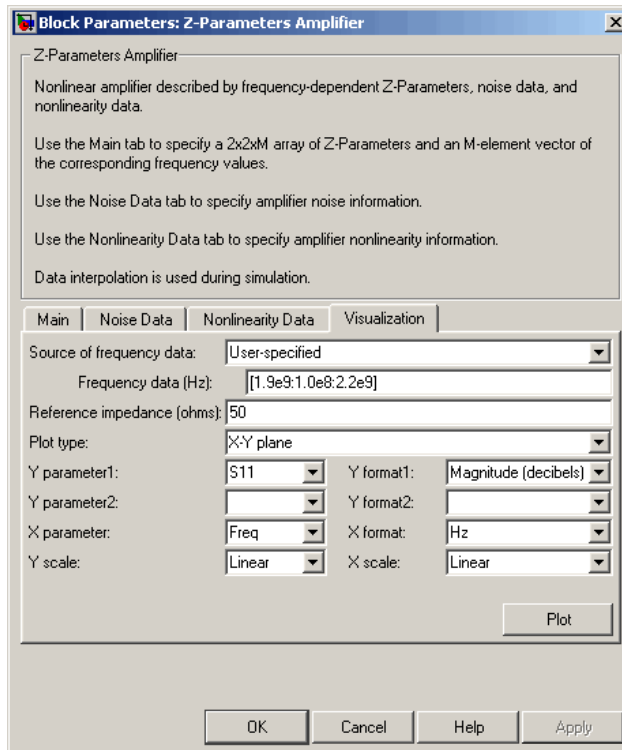 Block Parameters: Z-Parameters Amplifier
Z-Parameters Amplifier
Nonlinear amplifier described by frequency-dependent Z-Parameters, noise data, and
nonlinearity data.
Use the Main tab to specify a 2x2xM array of Z-Parameters and an M-element vector of
the corresponding frequency values.
Use the Noise Data tab to specify amplifier noise information.
Use the Nonlinearity Data tab to specify amplifier nonlinearity information.
Data interpolation is used during simulation.
Main Noise Data Nonlinearity Data Visualization
Source of frequency data: User-specified
Frequency data (Hz): [1.9e9:1.0e8:2.2e9]
Reference impedance (ohms): 50
Plot type: X-Y plane
Y parameter1: S11 Y format1: Magnitude (decibels)
Y parameter2: Y format2:
X parameter: Freq X format: Hz
Y scale: Linear X scale: Linear
Plot
OK Cancel Help Apply